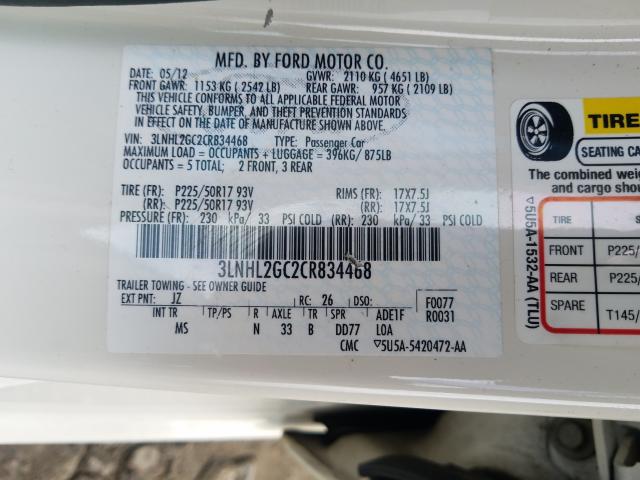 MFD. BY FORD MOTOR CO.
DATE: 05/12 GVWR: 2110 KG (4651 LB)
FRONT GAWR: 1153 KG (2542 LB) REAR GAWR: 957 KG (2109 LB)
THIS VEHICLE CONFORMS TO ALL APPLICABLE FEDERAL MOTOR
VEHICLE SAFETY, BUMPER, AND THEFT PREVENTION STANDARDS
IN EFFECT ON THE DATE OF MANUFACTURE SHOWN ABOVE.
VIN: 3LNHL2GC2CR834468 TYPE: Passenger Car
MAXIMUM LOAD = OCCUPANTS + LUGGAGE = 396KG/ 875LB
OCCUPANTS = 5 TOTAL; 2 FRONT, 3 REAR
TIRE (FR): P225/50R17 93V RIMS (FR): 17X7.5J
(RR): P225/50R17 93V (RR): 17X7.5J
PRESSURE (FR): 230 kPa/ 33 PSI COLD (RR): 230 kPa/ 33 PSI COLD
3LNHL2GC2CR834468
TRAILER TOWING - SEE OWNER GUIDE
EXT PNT: JZ RC: 26 DSO: F0077
INT TR TP/PS R AXLE TR SPR ADE1F R0031
MS N 33 B DD77 LOA
CMC ▽5U5A-5420472-AA
▽5U5A-1532-AA (TLU)
TIRE
SEATING CA
The combined weig
and cargo shou
TIRE S
FRONT P225/
REAR P225/
SPARE T145/